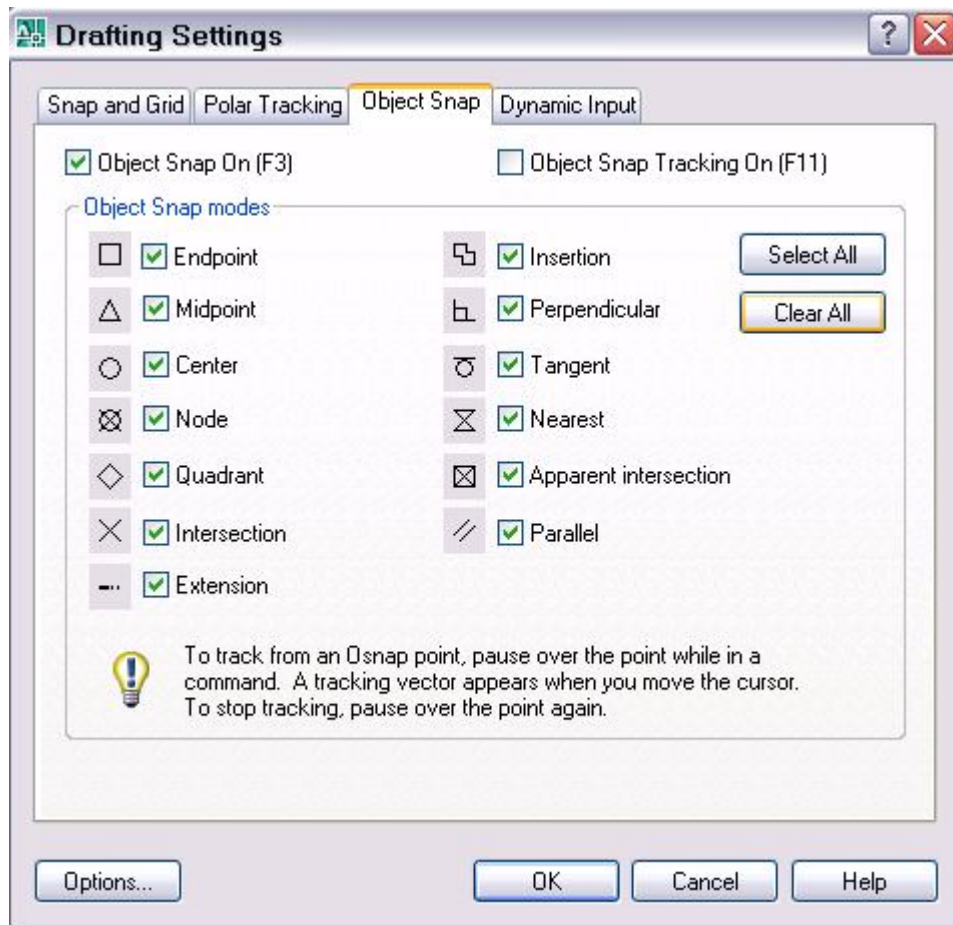 Drafting Settings
?
Snap and Grid Polar Tracking Object Snap Dynamic Input
Object Snap On (F3) Object Snap Tracking On (F11)
Object Snap modes
Endpoint Insertion Select All
Midpoint Perpendicular Clear All
Center Tangent
Node Nearest
Quadrant Apparent intersection
Intersection Parallel
Extension
To track from an Osnap point, pause over the point while in a
command. A tracking vector appears when you move the cursor.
To stop tracking, pause over the point again.
Options... OK Cancel Help